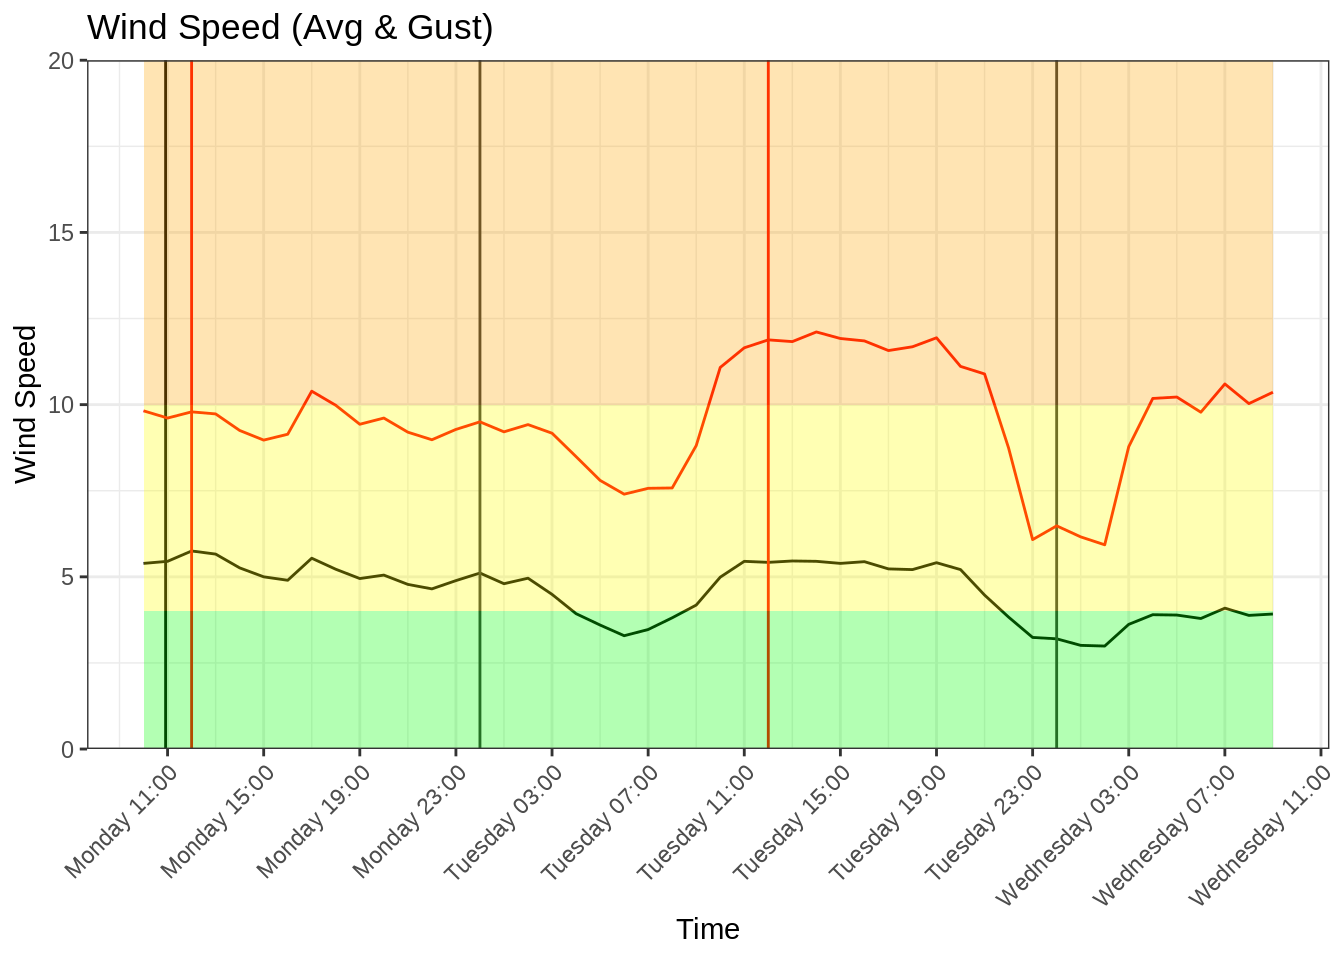 Wind Speed (Avg & Gust)
20
15
10
5
0
Wind Speed
Monday 11:00
Monday 15:00
Monday 19:00
Monday 23:00
Tuesday 03:00
Tuesday 07:00
Tuesday 11:00
Tuesday 15:00
Tuesday 19:00
Tuesday 23:00
Wednesday 03:00
Wednesday 07:00
Wednesday 11:00
Time